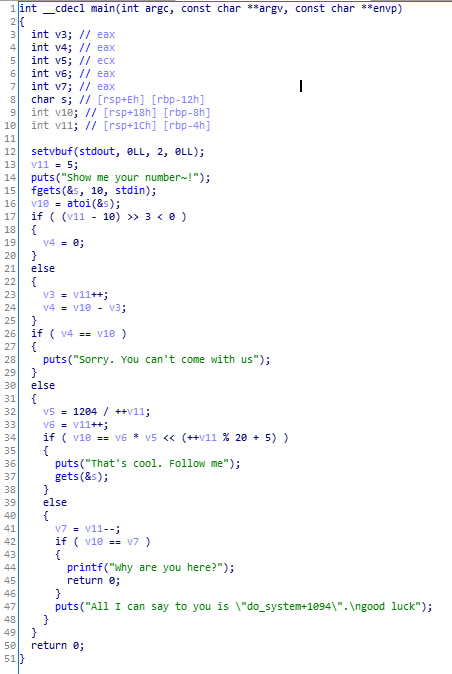 1 int __cdecl main(int argc, const char **argv, const char **envp)
2 {
3 int v3; // eax
4 int v4; // eax
5 int v5; // ecx
6 int v6; // eax
7 int v7; // eax
8 char s; // [rsp+Eh] [rbp-12h]
9 int v10; // [rsp+18h] [rbp-8h]
10 int v11; // [rsp+1Ch] [rbp-4h]
11
12 setvbuf(stdout, 0LL, 2, 0LL);
13 v11 = 5;
14 puts("Show me your number~!");
15 fgets(&s, 10, stdin);
16 v10 = atoi(&s);
17 if ( (v11 - 10) >> 3 < 0 )
18 {
19 v4 = 0;
20 }
21 else
22 {
23 v3 = v11++;
24 v4 = v10 - v3;
25 }
26 if ( v4 == v10 )
27 {
28 puts("Sorry. You can't come with us");
29 }
30 else
31 {
32 v5 = 1204 / ++v11;
33 v6 = v11++;
34 if ( v10 == v6 * v5 << (++v11 % 20 + 5) )
35 {
36 puts("That's cool. Follow me");
37 gets(&s);
38 }
39 else
40 {
41 v7 = v11--;
42 if ( v10 == v7 )
43 {
44 printf("Why are you here?");
45 return 0;
46 }
47 puts("All I can say to you is \"do_system+1094\".\ngood luck");
48 }
49 }
50 return 0;
51 }